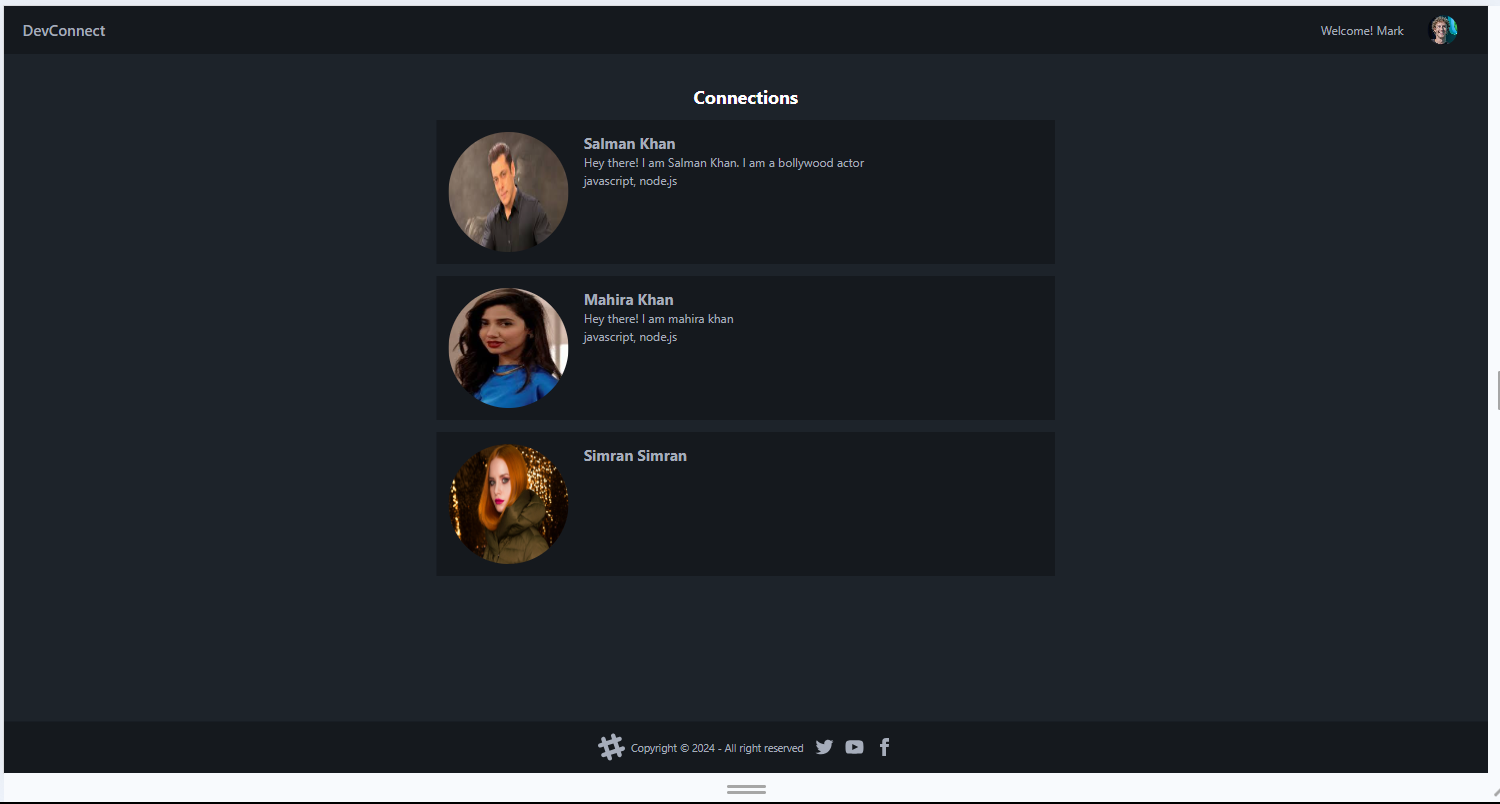 DevConnect
Welcome! Mark
Connections
Salman Khan
Hey there! I am Salman Khan. I am a bollywood actor
javascript, node.js
Mahira Khan
Hey there! I am mahira khan
javascript, node.js
Simran Simran
Copyright © 2024 - All right reserved